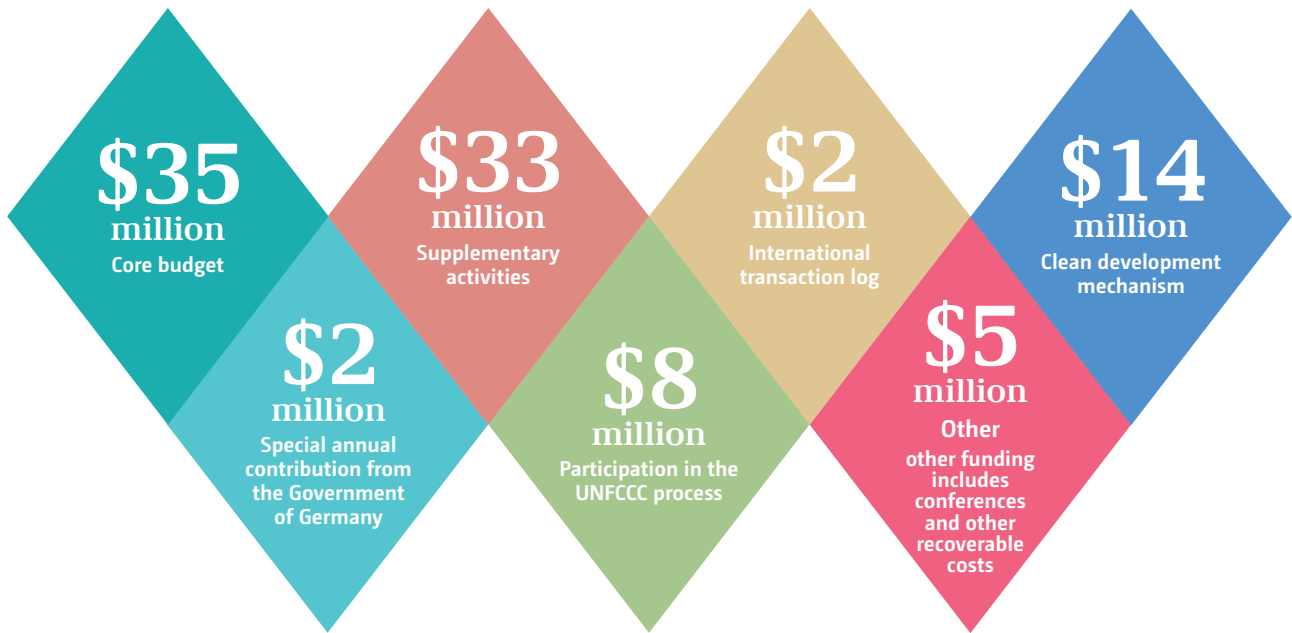 $35
million
Core budget
$2
million
Special annual
contribution from
the Government
of Germany
$33
million
Supplementary
activities
$8
million
Participation in the
UNFCCC process
$2
million
International
transaction log
$5
million
Other
other funding
includes
conferences
and other
recoverable
costs
$14
million
Clean development
mechanism